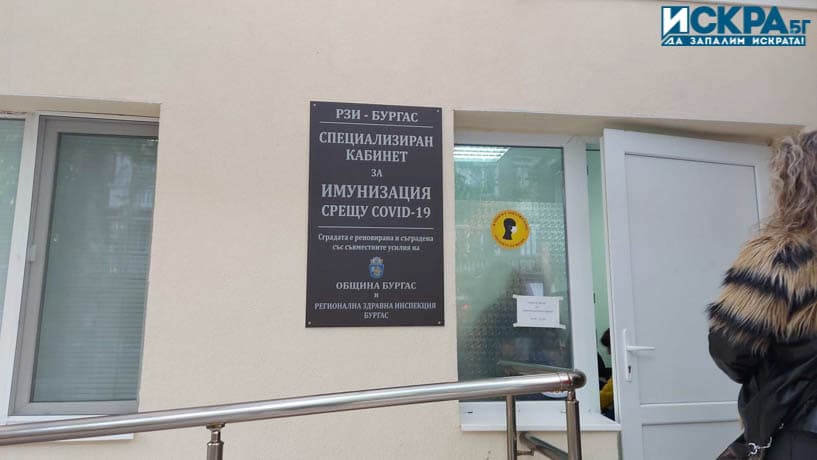 ИСКРА.БГ
ДА ЗАПАЛИМ ИСКРАТА!
РЗИ - БУРГАС
СПЕЦИАЛИЗИРАН
КАБИНЕТ
ЗА
ИМУНИЗАЦИЯ
СРЕЩУ COVID-19
Сградата е реновирана и съградена
със съвместните усилия на
ОБЩИНА БУРГАС
и
РЕГИОНАЛНА ЗДРАВНА ИНСПЕКЦИЯ
БУРГАС